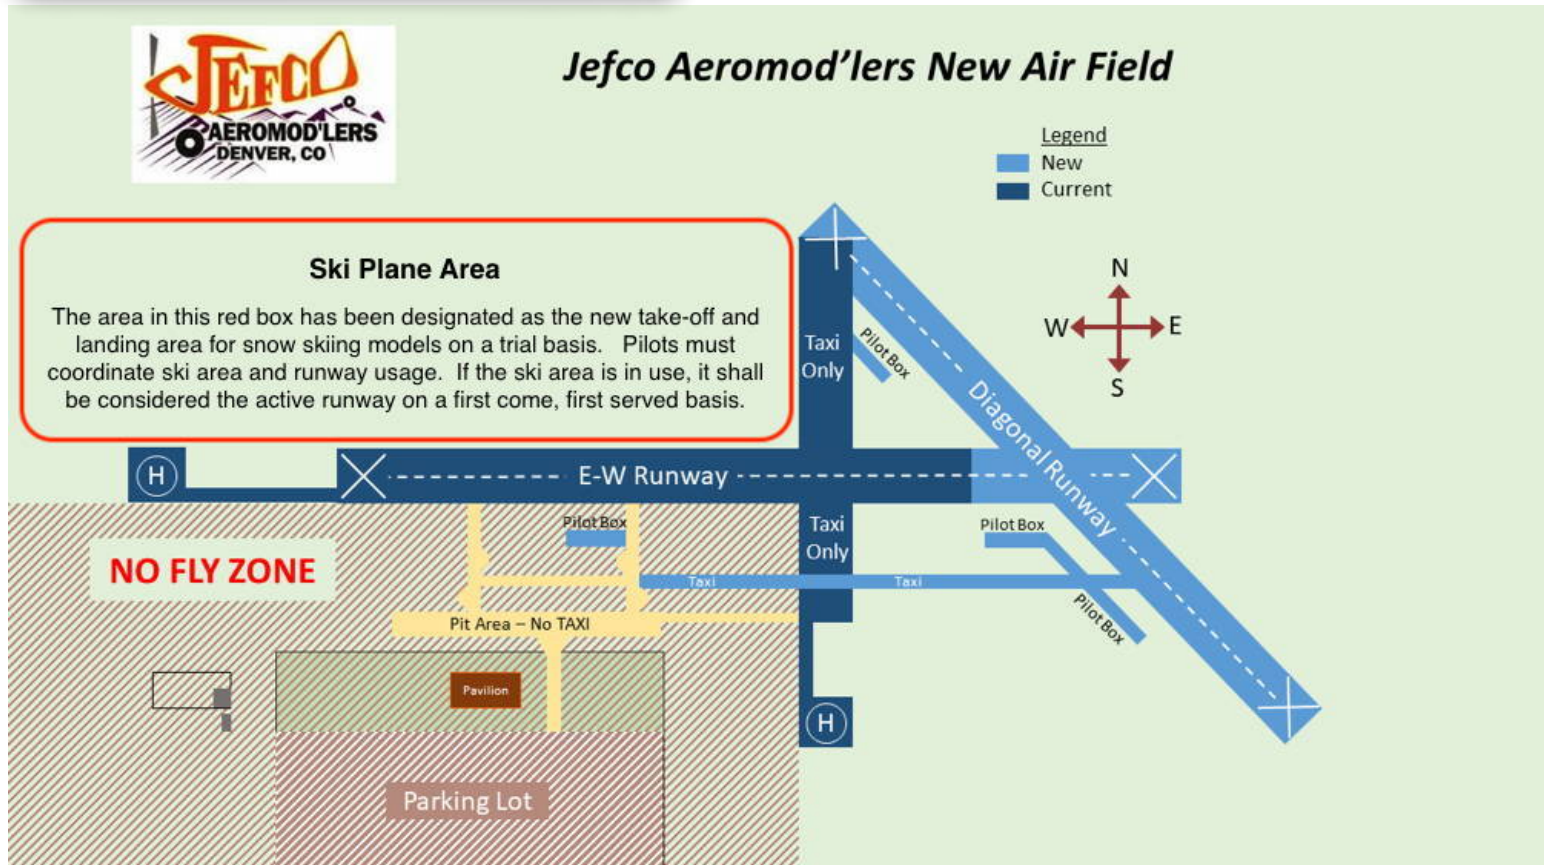 JEFCO
AEROMOD'LERS
DENVER, CO
Jefco Aeromod'lers New Air Field
Legend
New
Current
Ski Plane Area
The area in this red box has been designated as the new take-off and
landing area for snow skiing models on a trial basis. Pilots must
coordinate ski area and runway usage. If the ski area is in use, it shall
be considered the active runway on a first come, first served basis.
N
W
E
S
Taxi
Only
Pilot Box
Diagonal Runway
H
E-W Runway
Pilot Box
Taxi
Only
Pilot Box
NO FLY ZONE
Taxi
Taxi
Pilot Box
Pit Area – No TAXI
Pavilion
H
Parking Lot